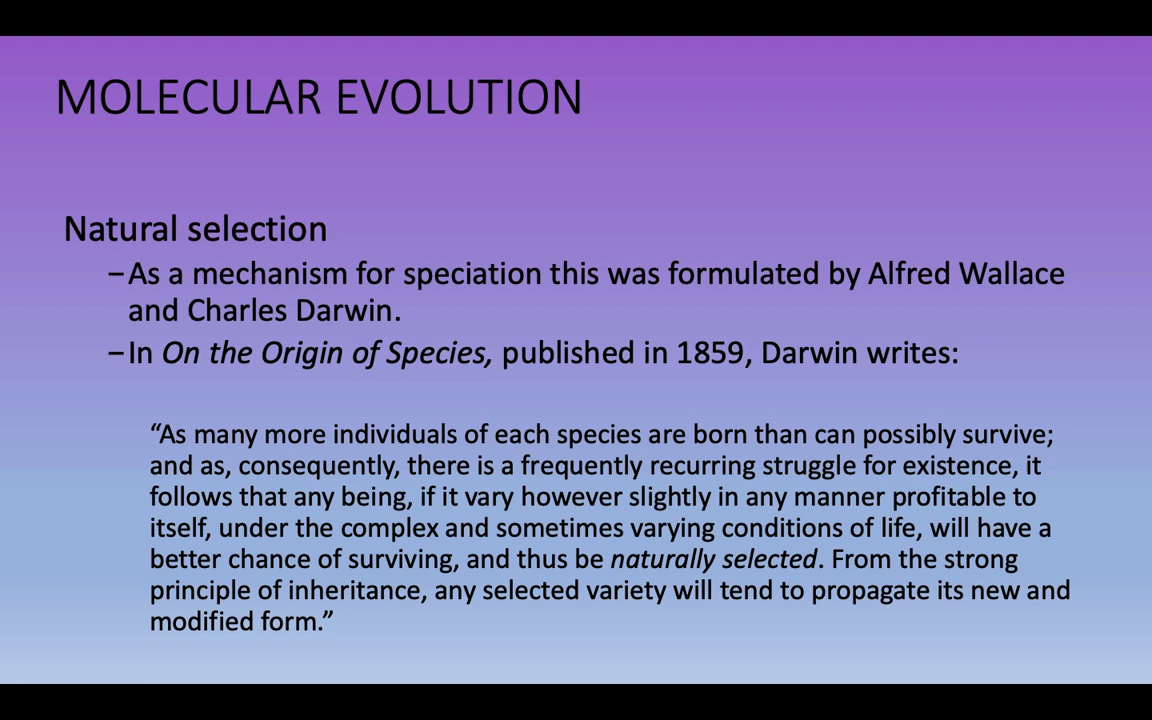 MOLECULAR EVOLUTION
Natural selection
–As a mechanism for speciation this was formulated by Alfred Wallace
and Charles Darwin.
–In On the Origin of Species, published in 1859, Darwin writes:
“As many more individuals of each species are born than can possibly survive;
and as, consequently, there is a frequently recurring struggle for existence, it
follows that any being, if it vary however slightly in any manner profitable to
itself, under the complex and sometimes varying conditions of life, will have a
better chance of surviving, and thus be naturally selected. From the strong
principle of inheritance, any selected variety will tend to propagate its new and
modified form.”